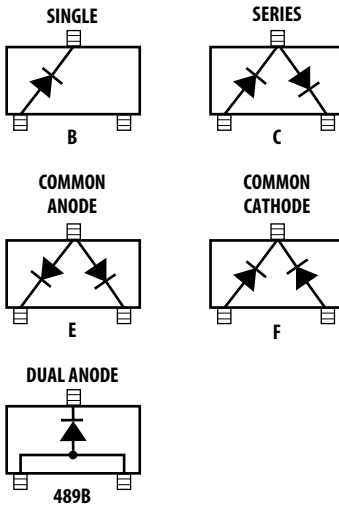 SINGLE
B
SERIES
C
COMMON
ANODE
E
COMMON
CATHODE
F
DUAL ANODE
489B